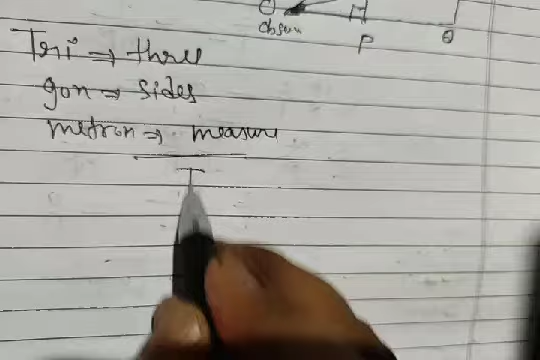 P Q
Tri ⇒ three
gon ⇒ sides
metron ⇒ measure
T